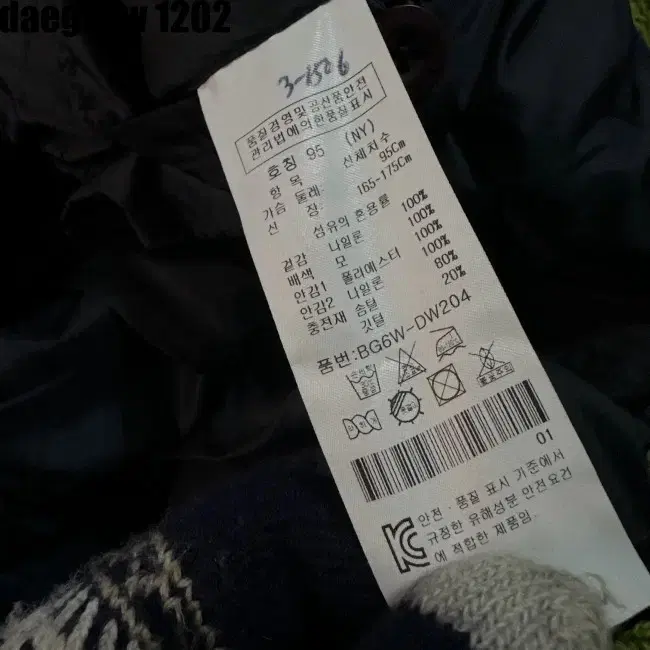 daegu tw 1202
3-1506
품질경영및 공산품안전
관리법에의한품질표시
호칭 95 (NY)
항 목 신체치수
가슴 둘레 95Cm
신 장 165-175Cm
섬유의 혼용률
겉감 나일론 100%
배색 모 100%
안감1 폴리에스터 100%
안감2 나일론 100%
충전재 솜털 80%
깃털 20%
품번:BG6W-DW204
01
안전·품질 표시 기준에서
규정한 유해성분 안전요건
에 적합한 제품임.